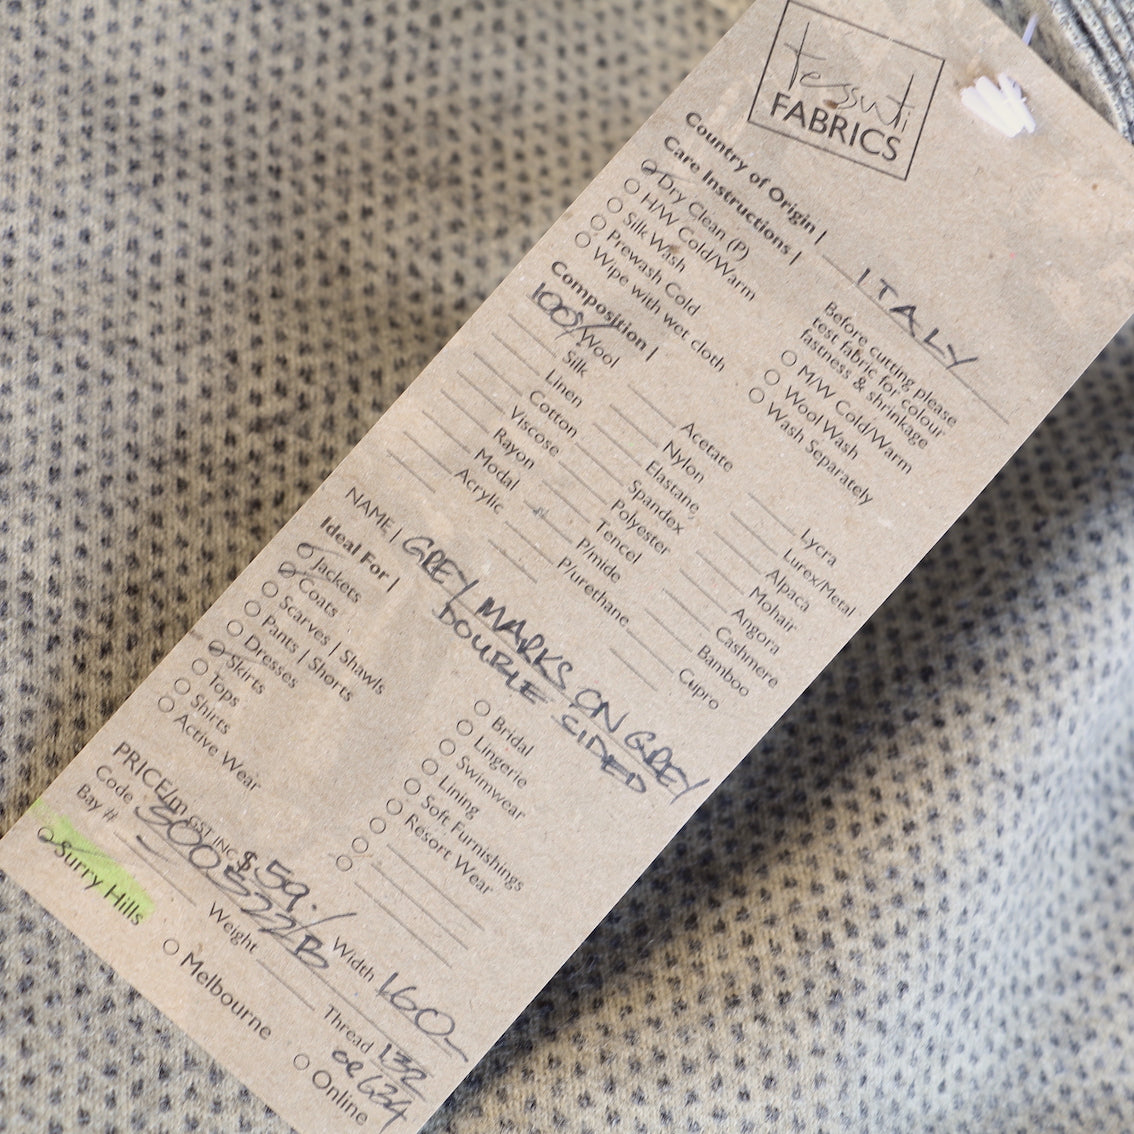 tessuti
FABRICS
Country of Origin | ITALY
Care Instructions |
Dry Clean (P)
H/W Cold/Warm
Silk Wash
Prewash Cold
Wipe with wet cloth
Before cutting please
test fabric for colour
fastness & shrinkage
M/W Cold/Warm
Wool Wash
Wash Separately
Composition |
100% Wool
Silk
Linen
Cotton
Viscose
Rayon
Modal
Acrylic
Acetate
Nylon
Elastane
Spandex
Polyester
Tencel
P/mide
P/urethane
Lycra
Lurex/Metal
Alpaca
Mohair
Angora
Cashmere
Bamboo
Cupro
NAME | GREY MARKS ON GREY
DOUBLE SIDED
Ideal For |
Jackets
Coats
Scarves | Shawls
Pants | Shorts
Dresses
Skirts
Tops
Shirts
Active Wear
Bridal
Lingerie
Swimwear
Lining
Soft Furnishings
Resort Wear
PRICE/m GST INC $59./ Width 1.60
Code 300522B
Bay # Weight Thread 132
or 634
Surry Hills
Melbourne
Online